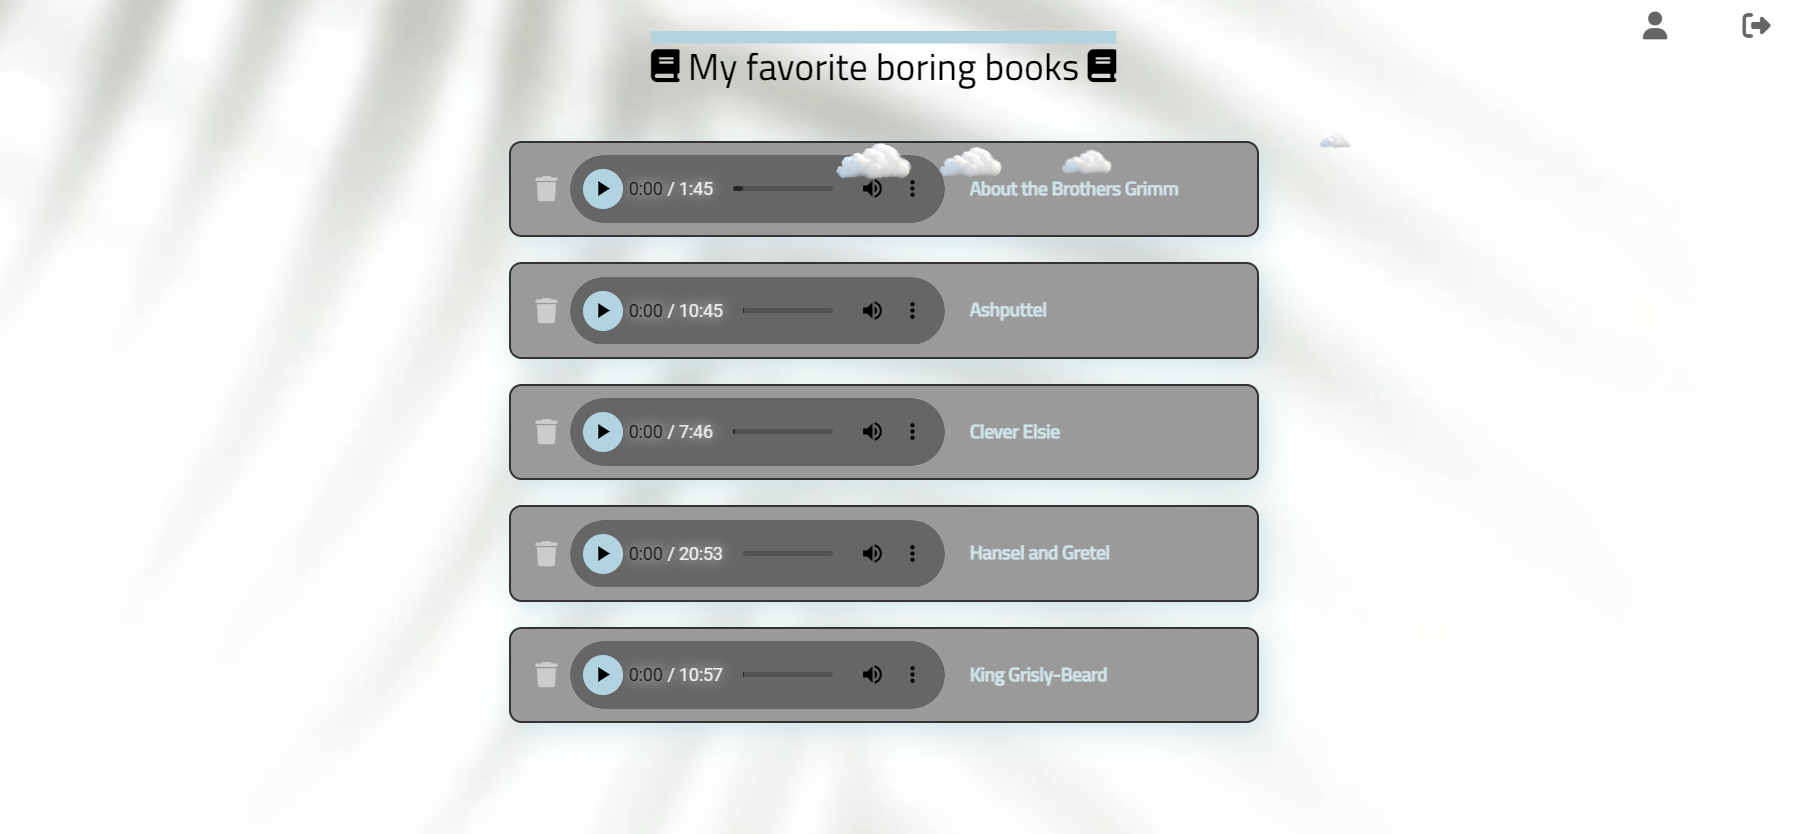 My favorite boring books
0:00 / 1:45 About the Brothers Grimm
0:00 / 10:45 Ashputtel
0:00 / 7:46 Clever Elsie
0:00 / 20:53 Hansel and Gretel
0:00 / 10:57 King Grisly-Beard